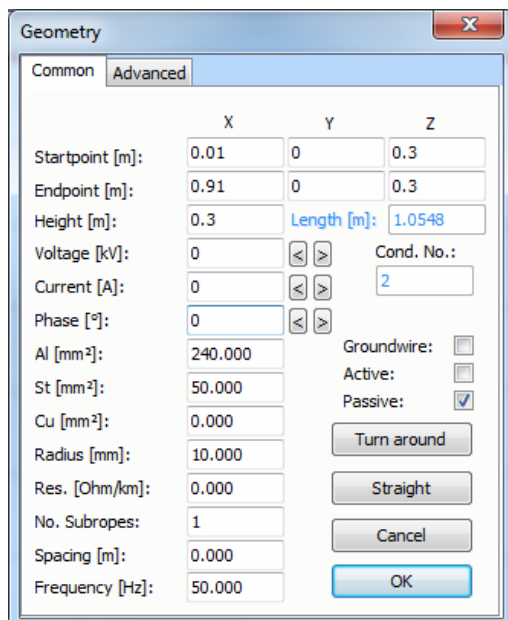 Geometry
Common Advanced
X Y Z
Startpoint [m]: 0.01 0 0.3
Endpoint [m]: 0.91 0 0.3
Height [m]: 0.3 Length [m]: 1.0548
Voltage [kV]: 0 < > Cond. No.:
Current [A]: 0 < > 2
Phase [°]: 0 < >
Al [mm²]: 240.000 Groundwire:
St [mm²]: 50.000 Active:
Cu [mm²]: 0.000 Passive:
Radius [mm]: 10.000 Turn around
Res. [Ohm/km]: 0.000 Straight
No. Subropes: 1
Spacing [m]: 0.000 Cancel
Frequency [Hz]: 50.000 OK